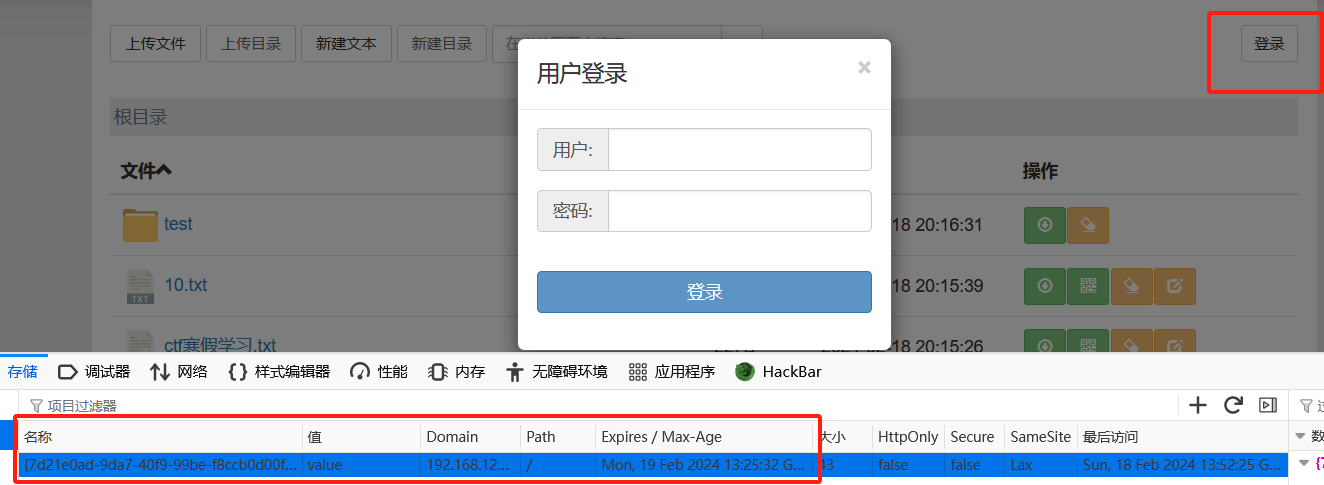 上传文件 上传目录 新建文本 新建目录 登录
用户登录 ×
根目录
用户:
文件 操作
密码:
test 18 20:16:31
登录
10.txt 18 20:15:39
TXT
ctf寒假学习.txt 18 20:15:26
存储 调试器 网络 {} 样式编辑器 性能 内存 无障碍环境 应用程序 HackBar
项目过滤器
名称 值 Domain Path Expires / Max-Age 大小 HttpOnly Secure SameSite 最后访问 数
{7d21e0ad-9da7-40f9-99be-f8ccb0d00f... value 192.168.12... / Mon, 19 Feb 2024 13:25:32 G... 43 false false Lax Sun, 18 Feb 2024 13:52:25 G...